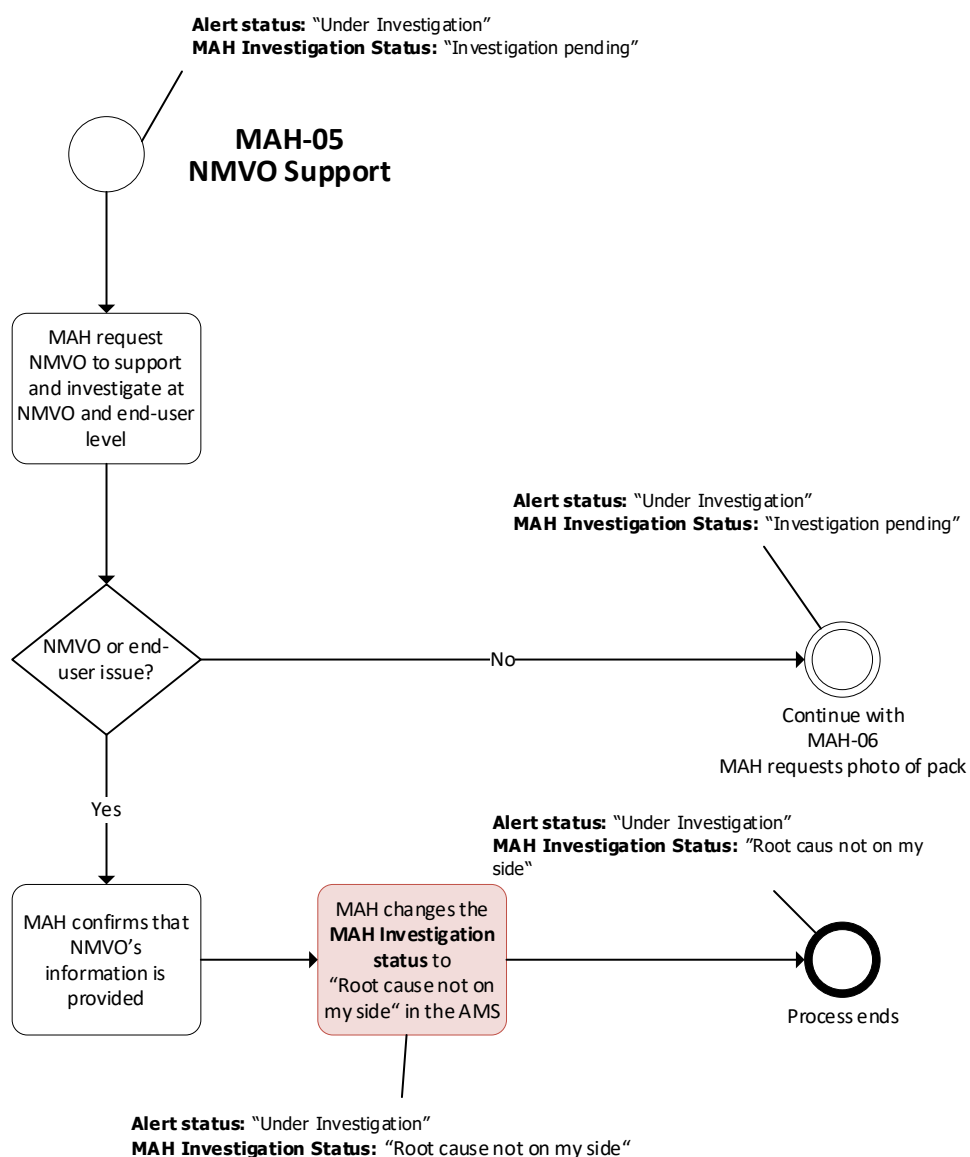 Alert status: “Under Investigation”
MAH Investigation Status: “Investigation pending”
MAH-05
NMVO Support
MAH request
NMVO to support
and investigate at
NMVO and end-user
level
Alert status: “Under Investigation”
MAH Investigation Status: “Investigation pending”
NMVO or end-
user issue?
No
Continue with
MAH-06
MAH requests photo of pack
Yes
Alert status: “Under Investigation”
MAH Investigation Status: ”Root caus not on my
side“
MAH confirms that
NMVO’s
information is
provided
MAH changes the
MAH Investigation
status to
“Root cause not on
my side“ in the AMS
Process ends
Alert status: “Under Investigation”
MAH Investigation Status: “Root cause not on my side“